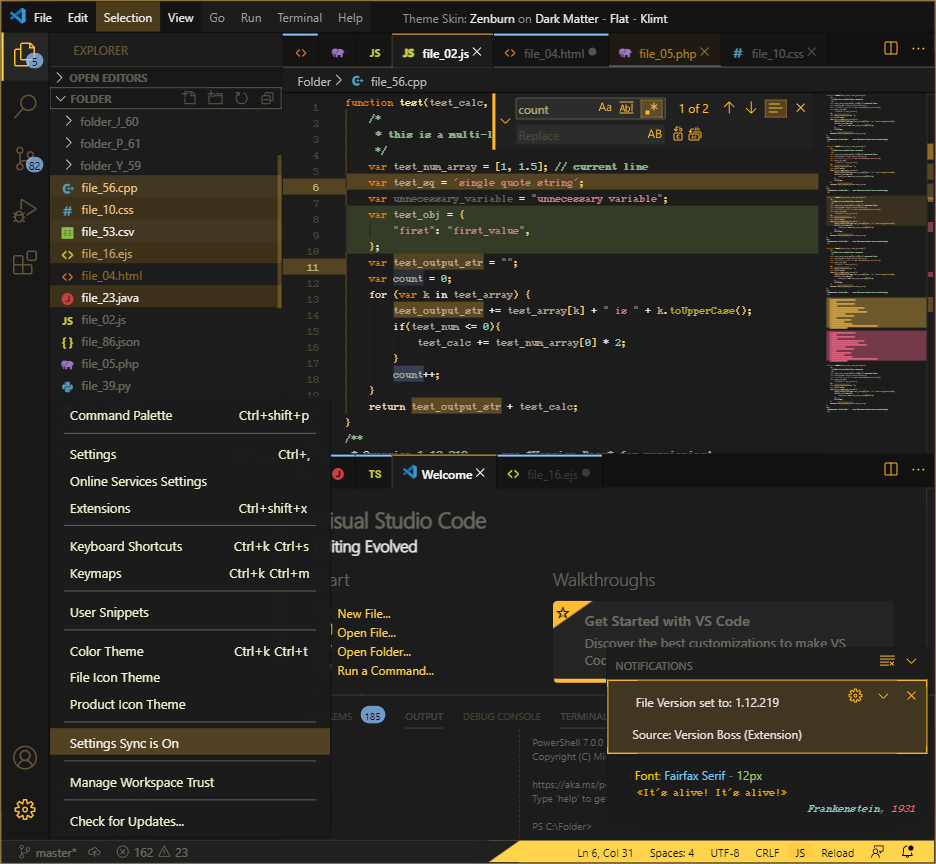 File Edit Selection View Go Run Terminal Help Theme Skin: Zenburn on Dark Matter - Flat - Klimt
EXPLORER
JS file_02.js file_04.html file_05.php # file_10.css
5
OPEN EDITORS
Folder file_56.cpp
FOLDER
folder_J_60
folder_P_61
folder_Y_59
file_56.cpp
# file_10.css
file_53.csv
file_16.ejs
file_04.html
file_23.java
JS file_02.js
{} file_86.json
file_05.php
file_39.py
82
count Aa Abl .* 1 of 2
Replace AB
1 function test(test_calc,
2 /*
3 * this is a multi-l
4 */
5 var test_num_array = [1, 1.5]; // current line
6 var test_sq = 'single quote string';
7 var unnecessary_variable = "unnecessary variable";
8 var test_obj = {
9 "first": "first_value",
10 };
11 var test_output_str = "";
12 var count = 0;
13 for (var k in test_array) {
14 test_output_str += test_array[k] + " is " + k.toUpperCase();
15 if(test_num <= 0){
16 test_calc += test_num_array[0] * 2;
17 }
18 count++;
19 }
return test_output_str + test_calc;
}
/**
Command Palette Ctrl+shift+p
Settings Ctrl+,
Online Services Settings
Extensions Ctrl+shift+x
Keyboard Shortcuts Ctrl+k Ctrl+s
Keymaps Ctrl+k Ctrl+m
User Snippets
Color Theme Ctrl+k Ctrl+t
File Icon Theme
Product Icon Theme
Settings Sync is On
Manage Workspace Trust
Check for Updates...
TS Welcome file_16.ejs
isual Studio Code
iting Evolved
art
New File...
Open File...
Open Folder...
Run a Command...
Walkthroughs
Get Started with VS Code
Discover the best customizations to make VS
Coc
NOTIFICATIONS
File Version set to: 1.12.219
Source: Version Boss (Extension)
Font: Fairfax Serif - 12px
«It's alive! It's alive!»
Frankenstein, 1931
EMS 185 OUTPUT DEBUG CONSOLE TERMINAL
PowerShell 7.0.0
Copyright (C) Mi
https://aka.ms/p
Type 'help' to ge
PS C:\Folder>
master* 162 23 Ln 6, Col 31 Spaces: 4 UTF-8 CRLF JS Reload